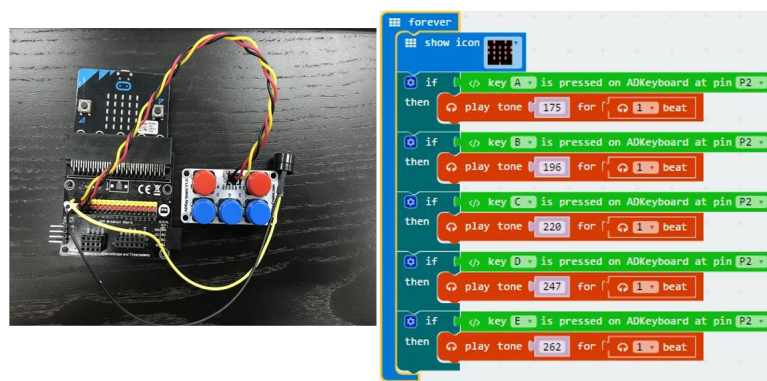 forever
show icon
if key A is pressed on ADKeyboard at pin P2
then play tone 175 for 1 beat
if key B is pressed on ADKeyboard at pin P2
then play tone 196 for 1 beat
if key C is pressed on ADKeyboard at pin P2
then play tone 220 for 1 beat
if key D is pressed on ADKeyboard at pin P2
then play tone 247 for 1 beat
if key E is pressed on ADKeyboard at pin P2
then play tone 262 for 1 beat
CE